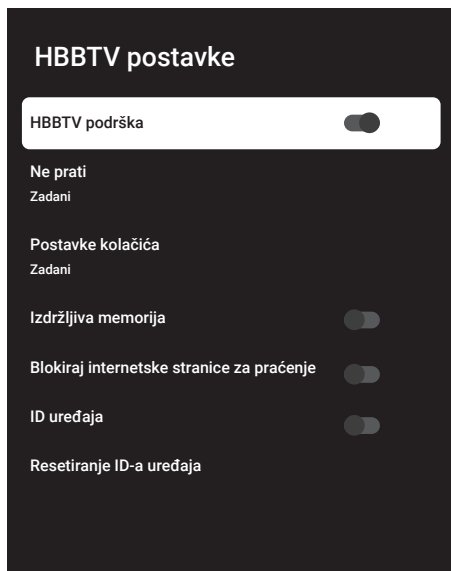 HBBTV postavke
HBBTV podrška
Ne prati
Zadani
Postavke kolačića
Zadani
Izdržljiva memorija
Blokiraj internetske stranice za praćenje
ID uređaja
Resetiranje ID-a uređaja